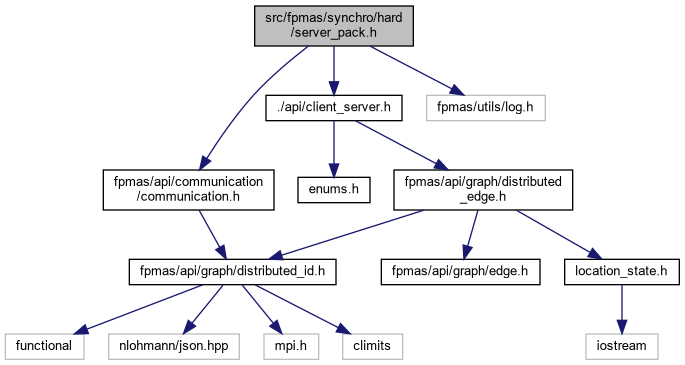 src/fpmas/synchro/hard
/server_pack.h
./api/client_server.h
fpmas/utils/log.h
fpmas/api/communication
/communication.h
enums.h
fpmas/api/graph/distributed
_edge.h
fpmas/api/graph/distributed_id.h
fpmas/api/graph/edge.h
location_state.h
functional
nlohmann/json.hpp
mpi.h
climits
iostream